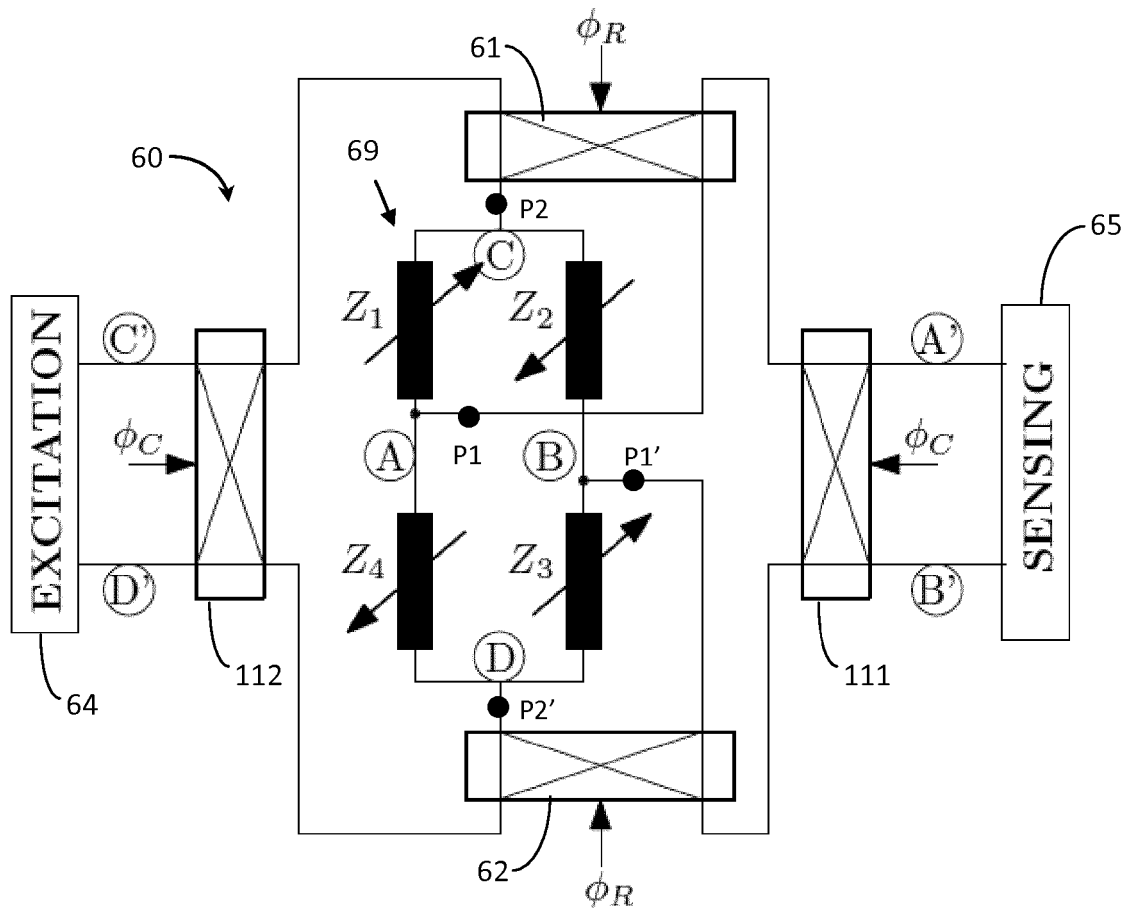 61
ϕR
60
69
P2
65
C
Z1
Z2
C'
A'
EXCITATION
SENSING
ϕC
ϕC
A
P1
B
P1'
Z4
Z3
D'
B'
D
112
111
64
P2'
62
ϕR